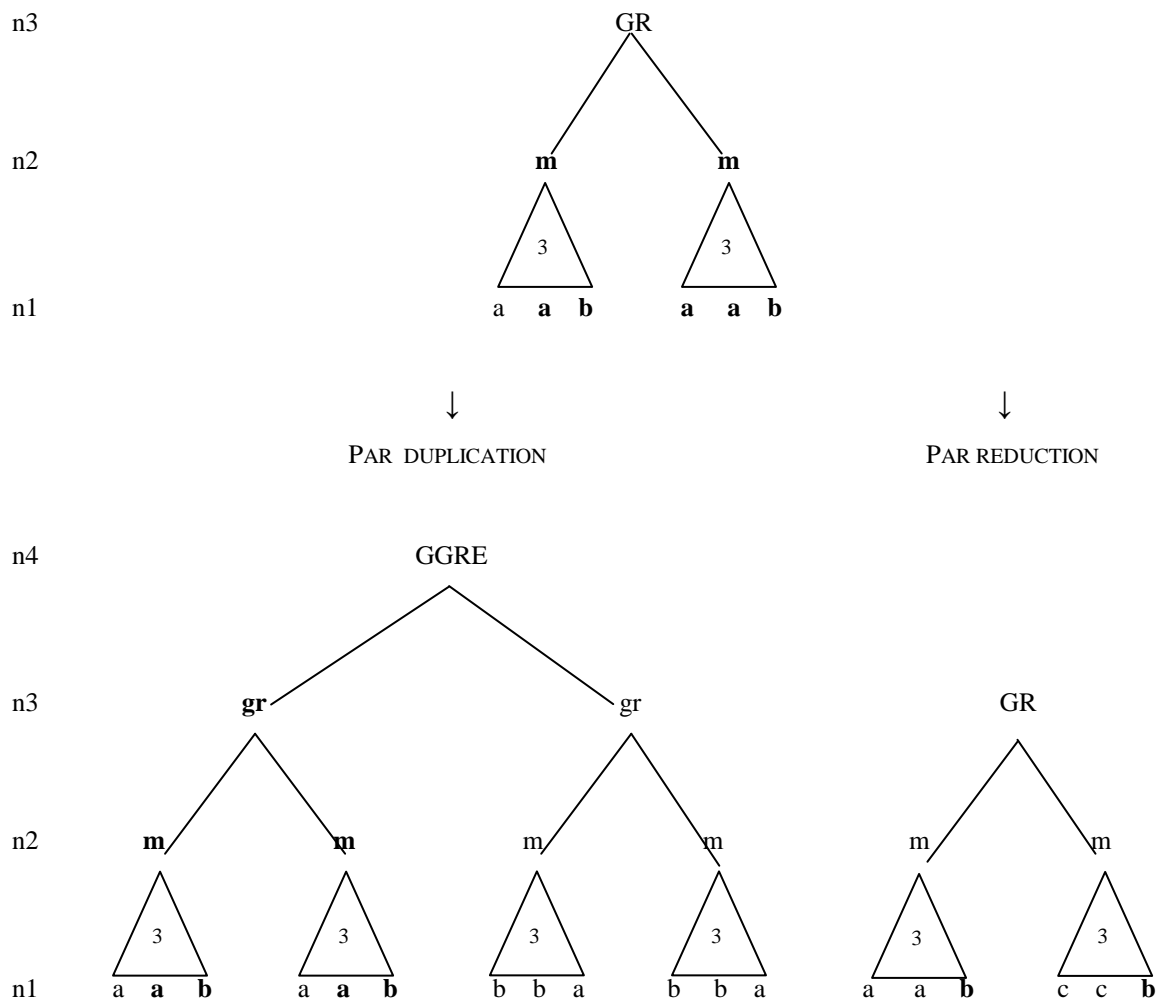 n3 GR
n2 m m
3 3
n1 a a b a a b
↓ ↓
PAR DUPLICATION PAR REDUCTION
n4 GGRE
n3 gr gr GR
n2 m m m m m m
3 3 3 3 3 3
n1 a a b a a b b b a b b a a a b c c b